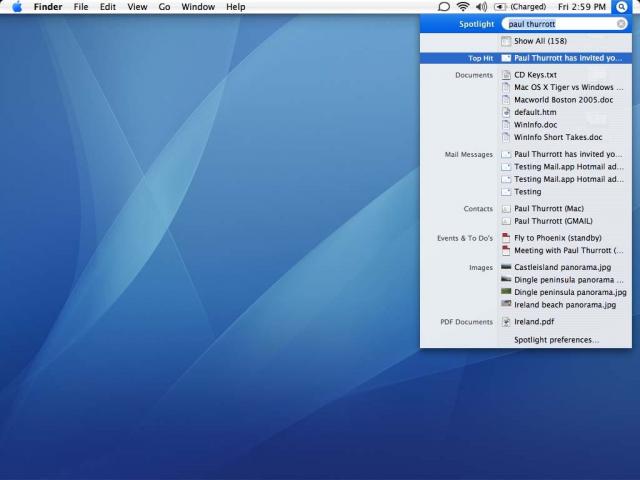 Finder File Edit View Go Window Help (Charged) Fri 2:59 PM
Spotlight paul thurrott
Show All (158)
Top Hit Paul Thurrott has invited yo...
Documents CD Keys.txt
Mac OS X Tiger vs Windows ...
Macworld Boston 2005.doc
default.htm
WinInfo.doc
WinInfo Short Takes.doc
Mail Messages Paul Thurrott has invited yo...
Testing Mail.app Hotmail ad...
Testing Mail.app Hotmail ad...
Testing
Contacts Paul Thurrott (Mac)
Paul Thurrott (GMAIL)
Events & To Do's Fly to Phoenix (standby)
Meeting with Paul Thurrott (...
Images Castleisland panorama.jpg
Dingle peninsula panorama ...
Dingle peninsula panorama.jpg
Ireland beach panorama.jpg
PDF Documents Ireland.pdf
Spotlight preferences...